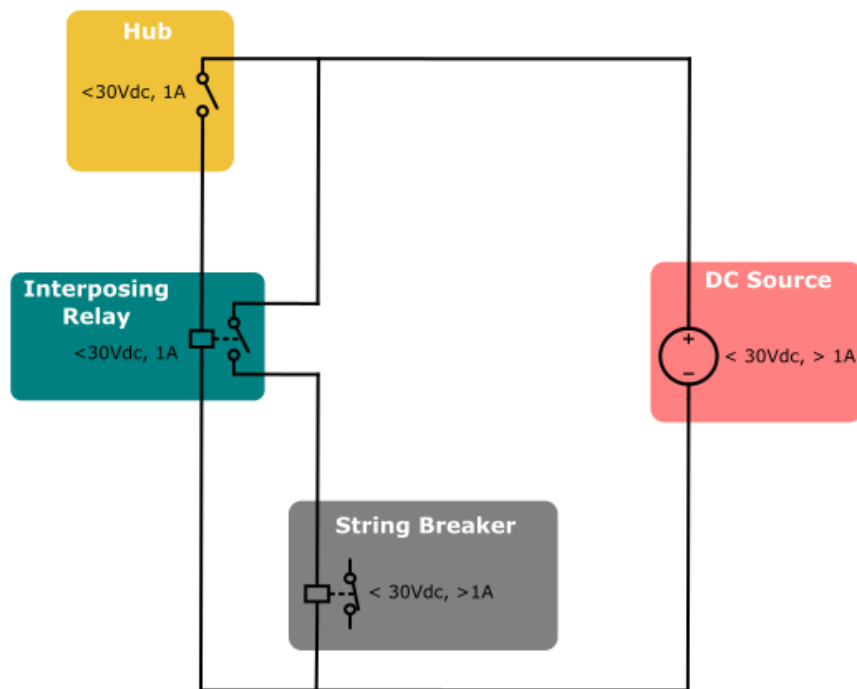 Hub
<30Vdc, 1A
Interposing
Relay
<30Vdc, 1A
DC Source
+
−
< 30Vdc, > 1A
String Breaker
< 30Vdc, >1A